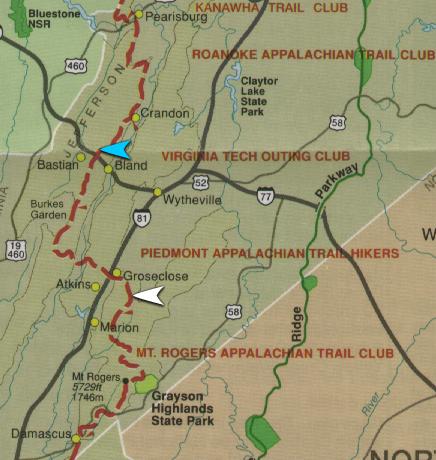 KANAWHA TRAIL CLUB
Bluestone
NSR
Pearisburg
ROANOKE APPALACHIAN TRAIL CLUB
460
JEFFERSON
Claytor
Lake
State
Park
Crandon
58
Bastian
Bland
VIRGINIA TECH OUTING CLUB
52
77
Wytheville
Parkway
Burkes
Garden
81
19
460
PIEDMONT APPALACHIAN TRAIL HIKERS
Groseclose
Atkins
58
Marion
Ridge
MT. ROGERS APPALACHIAN TRAIL CLUB
Mt Rogers
5729ft
1746m
Grayson
Highlands
State Park
River
Damascus